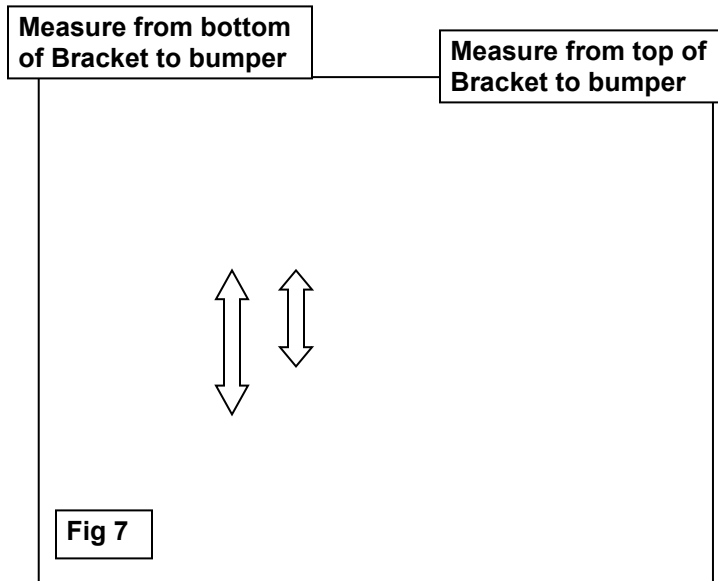 Measure from bottom
of Bracket to bumper
Measure from top of
Bracket to bumper
Fig 7